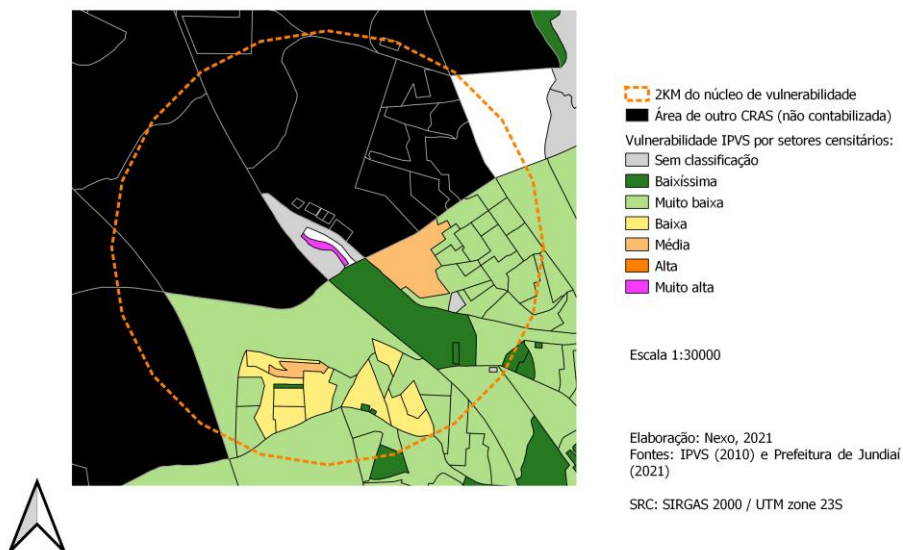 2KM do núcleo de vulnerabilidade
Área de outro CRAS (não contabilizada)
Vulnerabilidade IPVS por setores censitários:
Sem classificação
Baixíssima
Muito baixa
Baixa
Média
Alta
Muito alta
Escala 1:30000
Elaboração: Nexo, 2021
Fontes: IPVS (2010) e Prefeitura de Jundiaí
(2021)
SRC: SIRGAS 2000 / UTM zone 23S